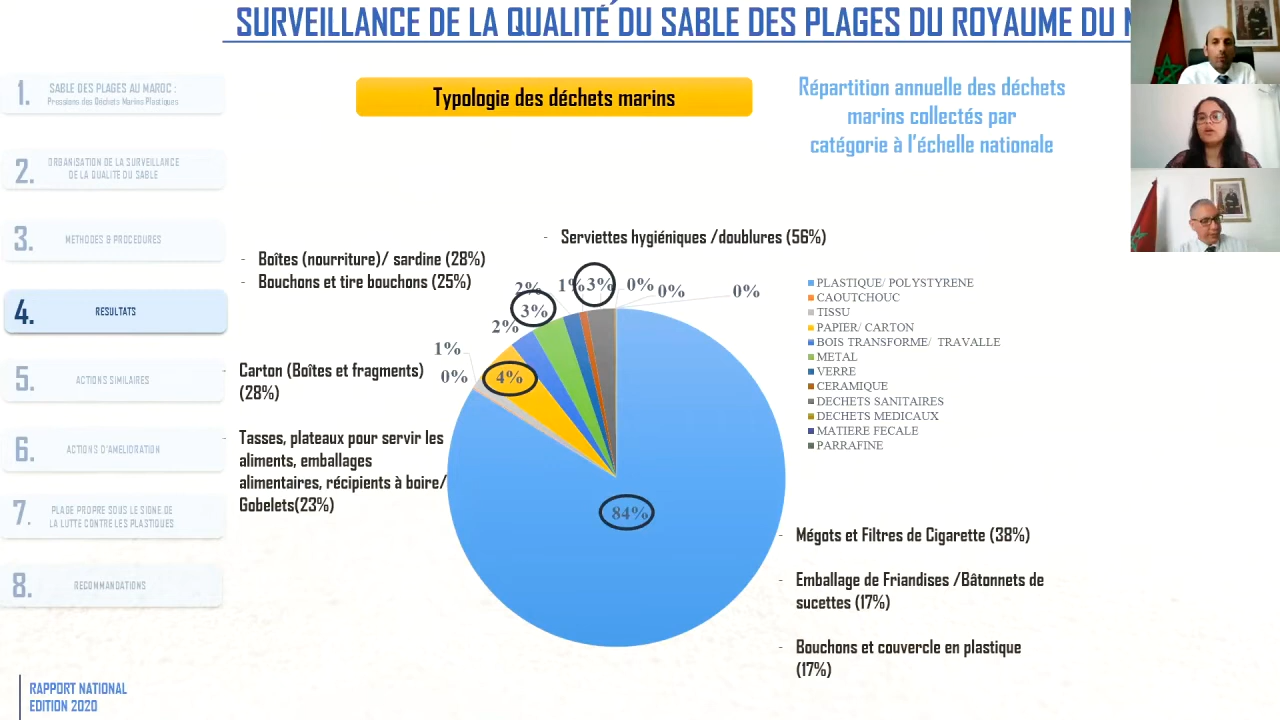 SURVEILLANCE DE LA QUALITÉ DU SABLE DES PLAGES DU ROYAUME DU
1.
SABLE DES PLAGES AU MAROC :
Pressions des Déchets Marins Plastiques
2.
ORGANISATION DE LA SURVEILLANCE
DE LA QUALITE DU SABLE
3.
METHODES & PROCEDURES
4.
RESULTATS
5.
ACTIONS SIMILAIRES
6.
ACTIONS D'AMELIORATION
7.
PLAGE PROPRE SOUS LE SIGNE DE
LA LUTTE CONTRE LES PLASTIQUES
8.
RECOMMANDATIONS
RAPPORT NATIONAL
EDITION 2020
Typologie des déchets marins
Répartition annuelle des déchets
marins collectés par
catégorie à l'échelle nationale
- Serviettes hygiéniques /doublures (56%)
- Boîtes (nourriture)/ sardine (28%)
- Bouchons et tire bouchons (25%)
- Carton (Boîtes et fragments)
(28%)
- Tasses, plateaux pour servir les
aliments, emballages
alimentaires, récipients à boire/
Gobelets(23%)
84%
0%
1%
4%
2%
3%
2%
1%
3%
0%
0%
0%
PLASTIQUE/ POLYSTYRENE
CAOUTCHOUC
TISSU
PAPIER/ CARTON
BOIS TRANSFORME/ TRAVALLE
METAL
VERRE
CERAMIQUE
DECHETS SANITAIRES
DECHETS MEDICAUX
MATIERE FECALE
PARRAFINE
- Mégots et Filtres de Cigarette (38%)
- Emballage de Friandises /Bâtonnets de
sucettes (17%)
- Bouchons et couvercle en plastique
(17%)